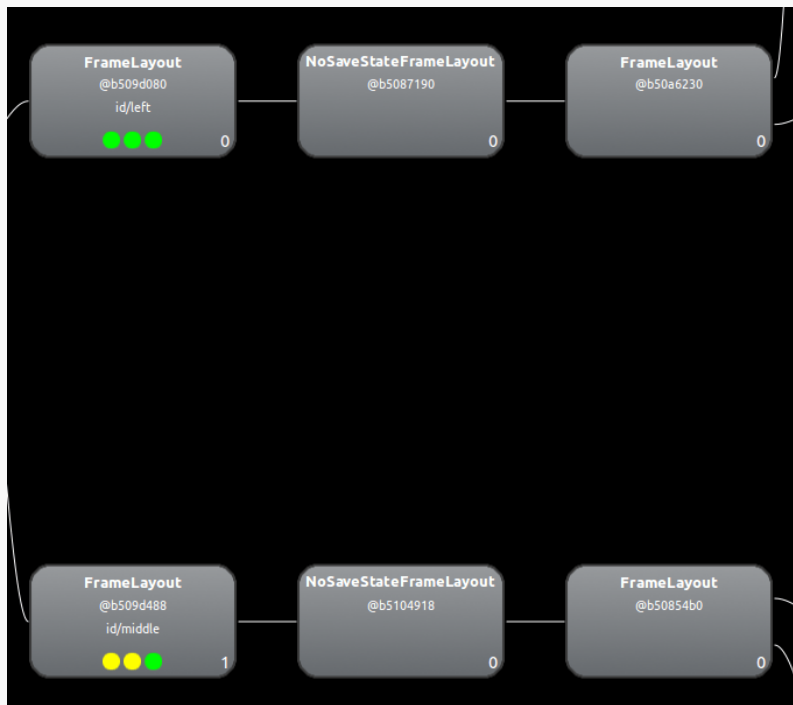 FrameLayout
@b509d080
id/left
0
NoSaveStateFrameLayout
@b5087190
0
FrameLayout
@b50a6230
0
FrameLayout
@b509d488
id/middle
1
NoSaveStateFrameLayout
@b5104918
0
FrameLayout
@b50854b0
0